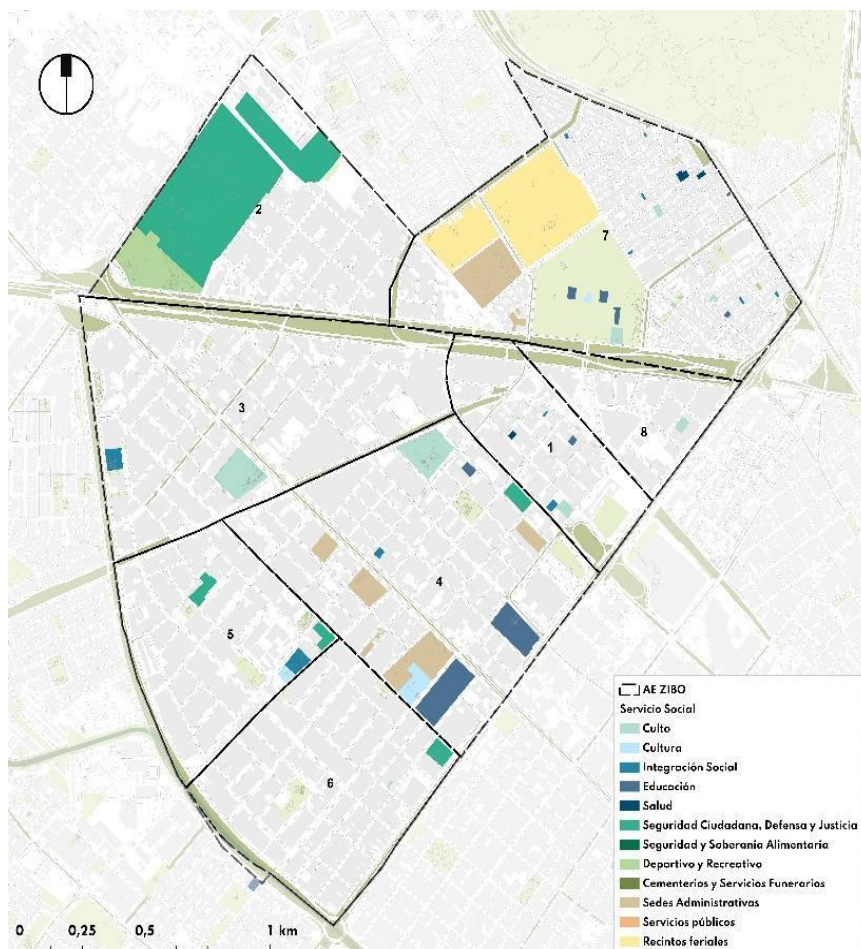 2
7
3
1
8
4
5
6
AE ZIBO
Servicio Social
Culto
Cultura
Integración Social
Educación
Salud
Seguridad Ciudadana, Defensa y Justicia
Seguridad y Soberanía Alimentaria
Deportivo y Recreativo
Cementerios y Servicios Funerarios
Sedes Administrativas
Servicios públicos
Recintos feriales
0 0,25 0,5 1 km